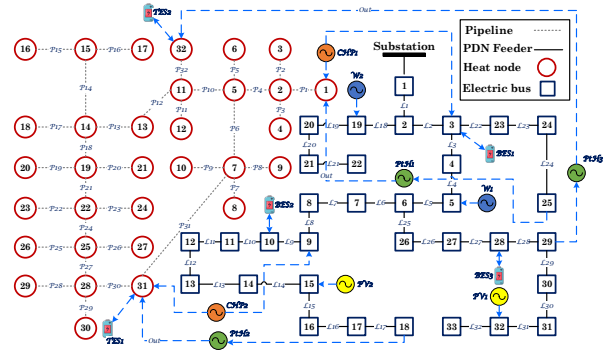 TES2
Out
Pipeline
PDN Feeder
Heat node
Electric bus
Substation
16 P15 15 P16 17 32 6 3 CHP1
P32 P5 P2
11 P10 5 P4 2 P1 1 W2 1
P14 P12 L1
18 P17 14 P13 13 12 P11 P6 4 P3 20 L19 19 L18 2 L2 3 L22 23 L23 24
P18 L20 L3 BES1
20 P19 19 P20 21 10 P9 7 P8 9 21 L21 22 4 L24 PtH3
P21 P7 Out PtH1 L4
23 P22 22 P23 24 8 BES2 8 L7 7 L6 6 L5 5 W1 25
P24 P31 L8 L25
26 P25 25 P26 27 12 L11 11 L10 10 L9 9 26 L26 27 L27 28 L28 29
P27 L12 BES3 L29
29 P28 28 P30 31 13 L13 14 L14 15 PV2 PV1 30
P29 CHP2 L15 L30
30 TES1 Out PtH2 16 L16 17 L17 18 33 L32 32 L31 31